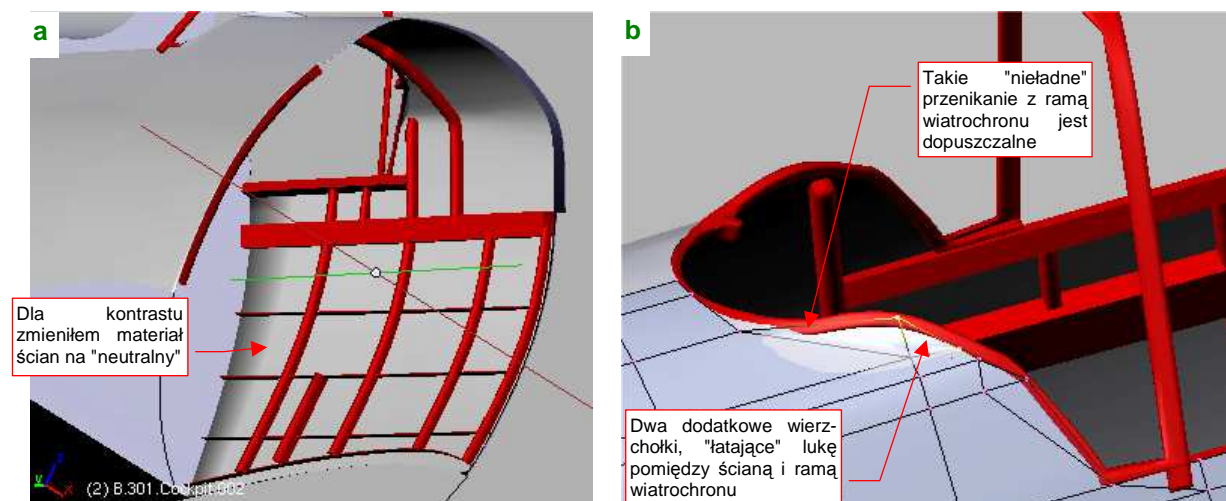 a
Dla kontrastu
zmieniłem materiał
ścian na "neutralny"
(2) B.301.Cockpit.002
b
Takie "nieładne"
przenikanie z ramą
wiatrochronu jest
dopuszczalne
Dwa dodatkowe wierz-
chołki, "łatające" lukę
pomiędzy ścianą i ramą
wiatrochronu